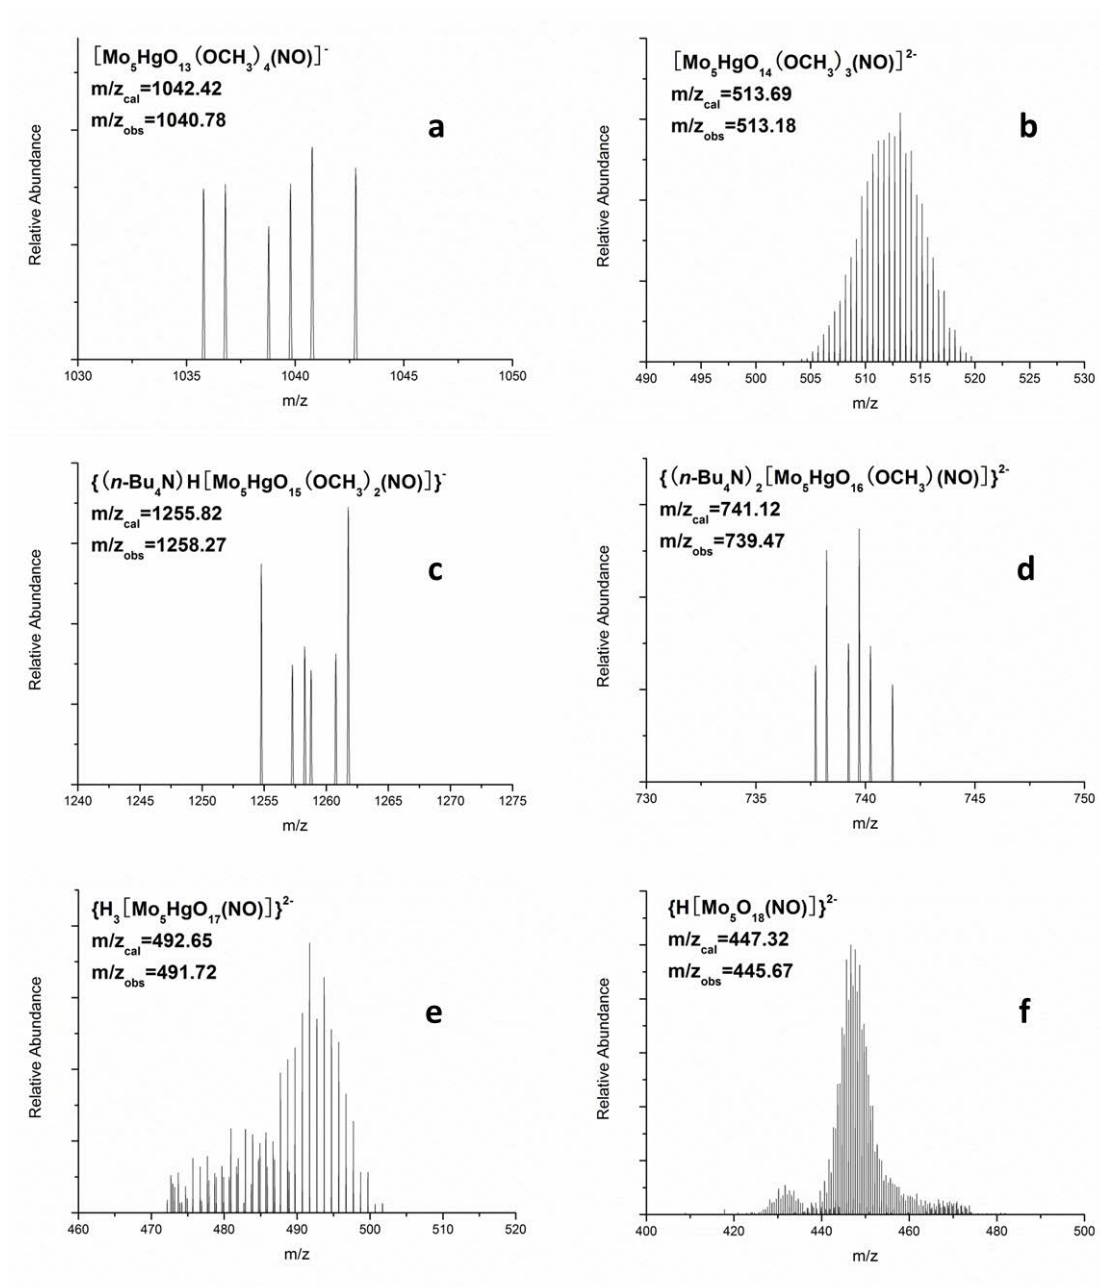 [Mo5HgO13(OCH3)4(NO)]-
m/zcal=1042.42
m/zobs=1040.78
a
Relative Abundance
1030 1035 1040 1045 1050
m/z
[Mo5HgO14(OCH3)3(NO)]2-
m/zcal=513.69
m/zobs=513.18
b
Relative Abundance
490 495 500 505 510 515 520 525 530
m/z
{(n-Bu4N)H[Mo5HgO15(OCH3)2(NO)]}-
m/zcal=1255.82
m/zobs=1258.27
c
Relative Abundance
1240 1245 1250 1255 1260 1265 1270 1275
m/z
{(n-Bu4N)2[Mo5HgO16(OCH3)(NO)]}2-
m/zcal=741.12
m/zobs=739.47
d
Relative Abundance
730 735 740 745 750
m/z
{H3[Mo5HgO17(NO)]}2-
m/zcal=492.65
m/zobs=491.72
e
Relative Abundance
460 470 480 490 500 510 520
m/z
{H[Mo5O18(NO)]}2-
m/zcal=447.32
m/zobs=445.67
f
Relative Abundance
400 420 440 460 480 500
m/z